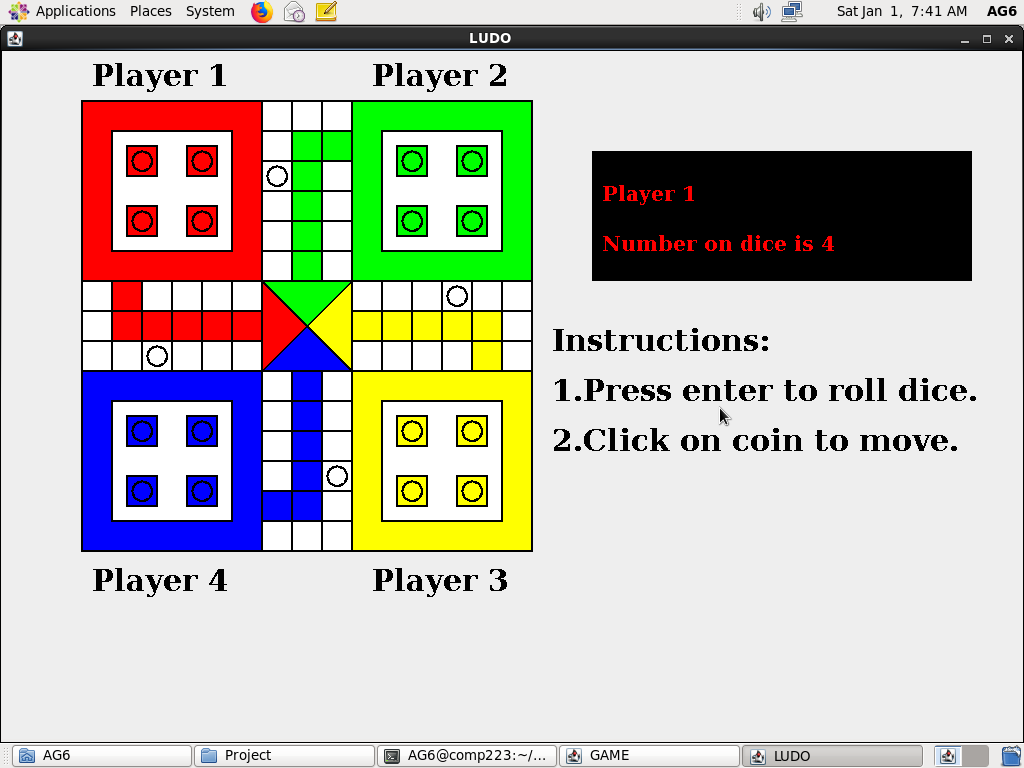 Applications Places System
Sat Jan 1, 7:41 AM AG6
LUDO
Player 1 Player 2
Player 1
Number on dice is 4
Instructions:
1.Press enter to roll dice.
2.Click on coin to move.
Player 4 Player 3
AG6 Project AG6@comp223:~/... GAME LUDO